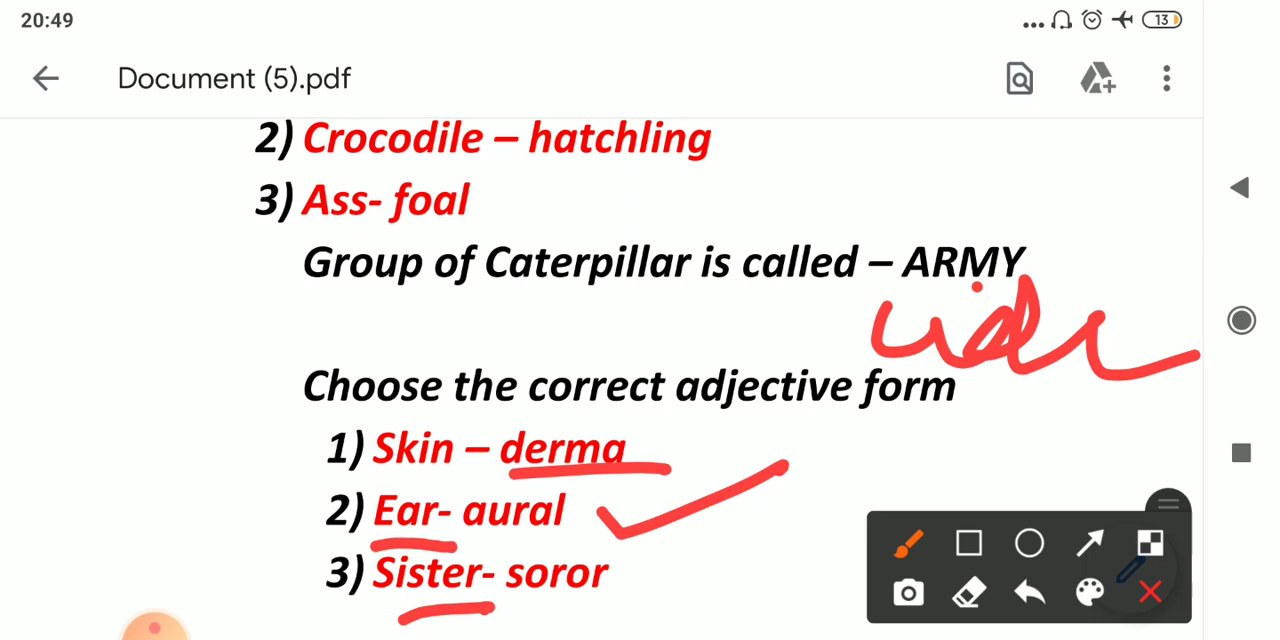 20:49
13
Document (5).pdf
2) Crocodile – hatchling
3) Ass- foal
Group of Caterpillar is called – ARMY
Choose the correct adjective form
1) Skin – derma
2) Ear- aural
3) Sister- soror